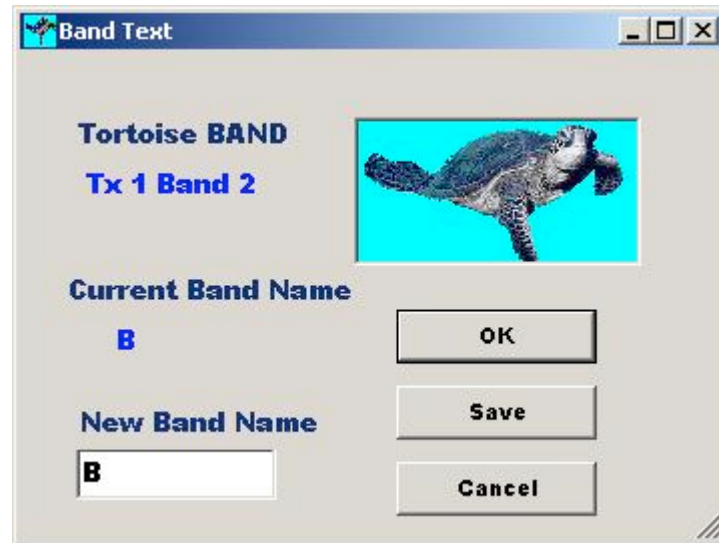 Band Text
Tortoise BAND
Tx 1 Band 2
Current Band Name
B
OK
Save
New Band Name
B
Cancel